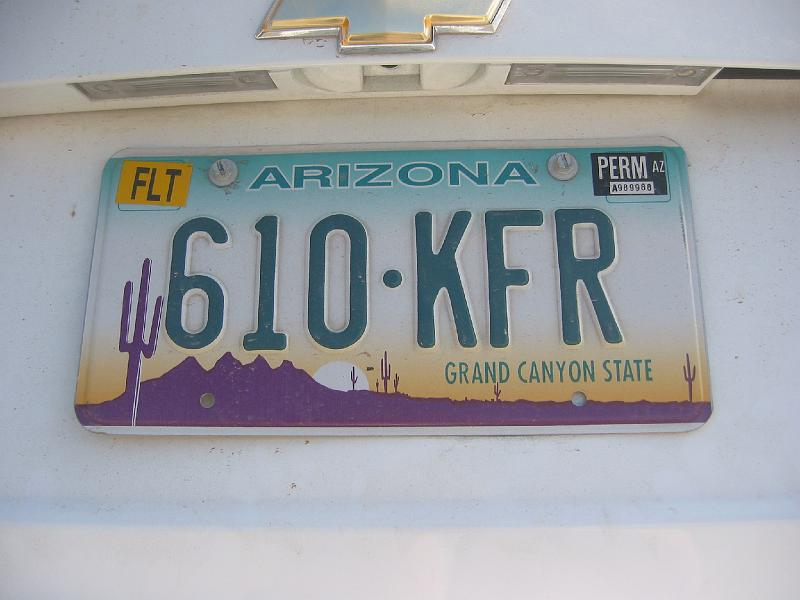 FLT
ARIZONA
PERM AZ
A989988
610·KFR
GRAND CANYON STATE